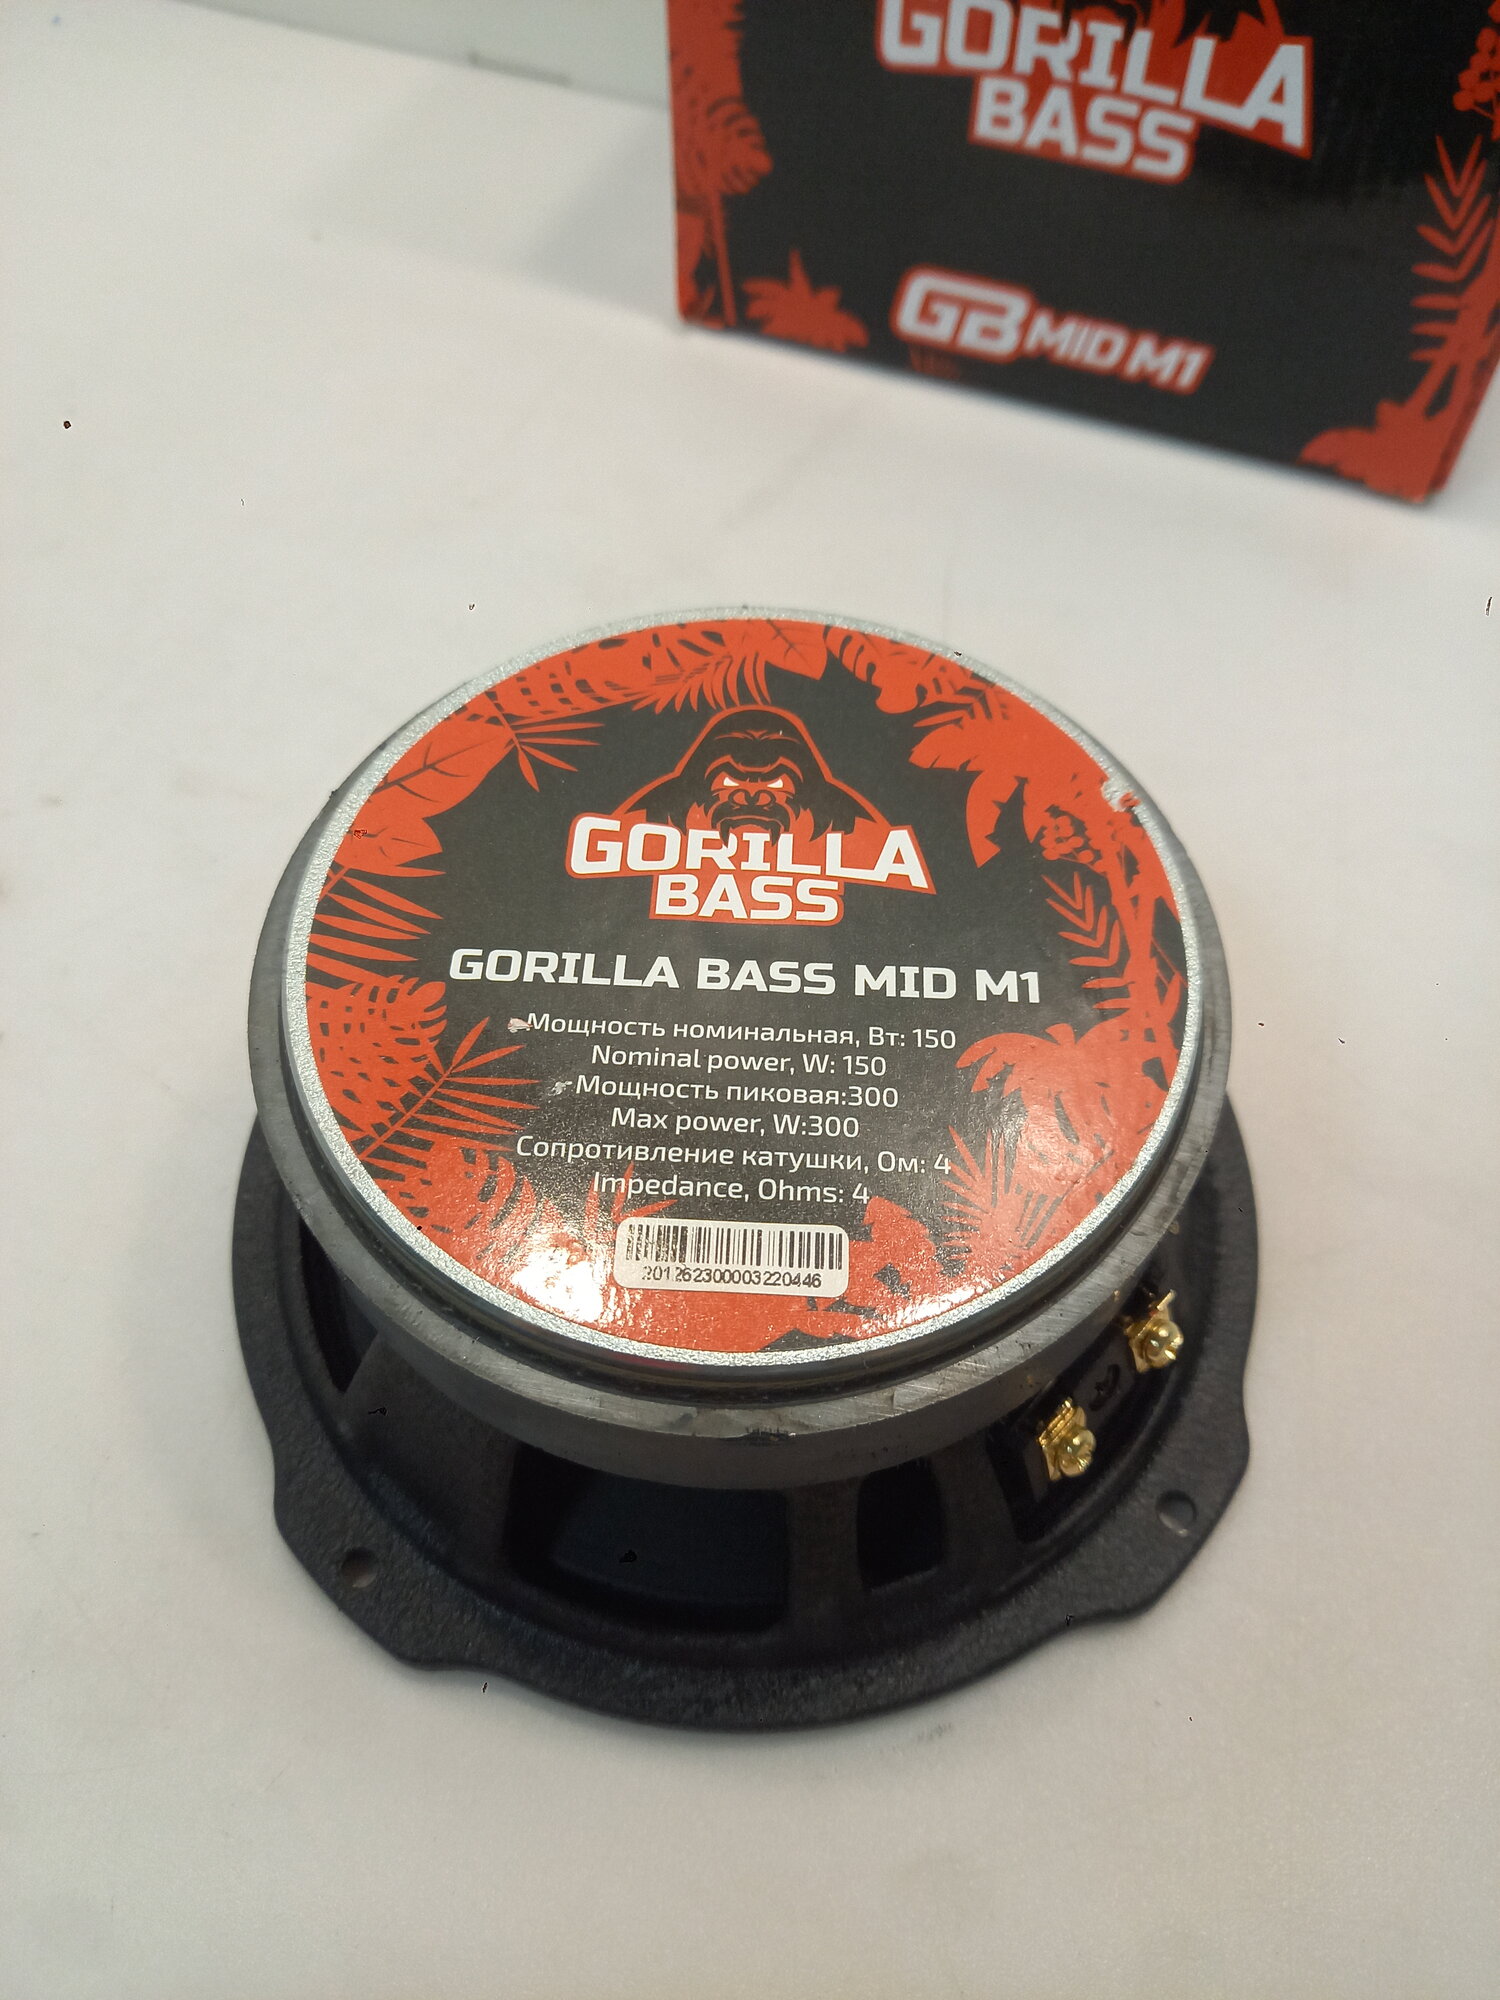 GORILLA
BASS
GB MID M1
GORILLA
BASS
GORILLA BASS MID M1
Мощность номинальная, Вт: 150
Nominal power, W: 150
Мощность пиковая:300
Max power, W:300
Сопротивление катушки, Ом: 4
Impedance, Ohms: 4
201262300003220446